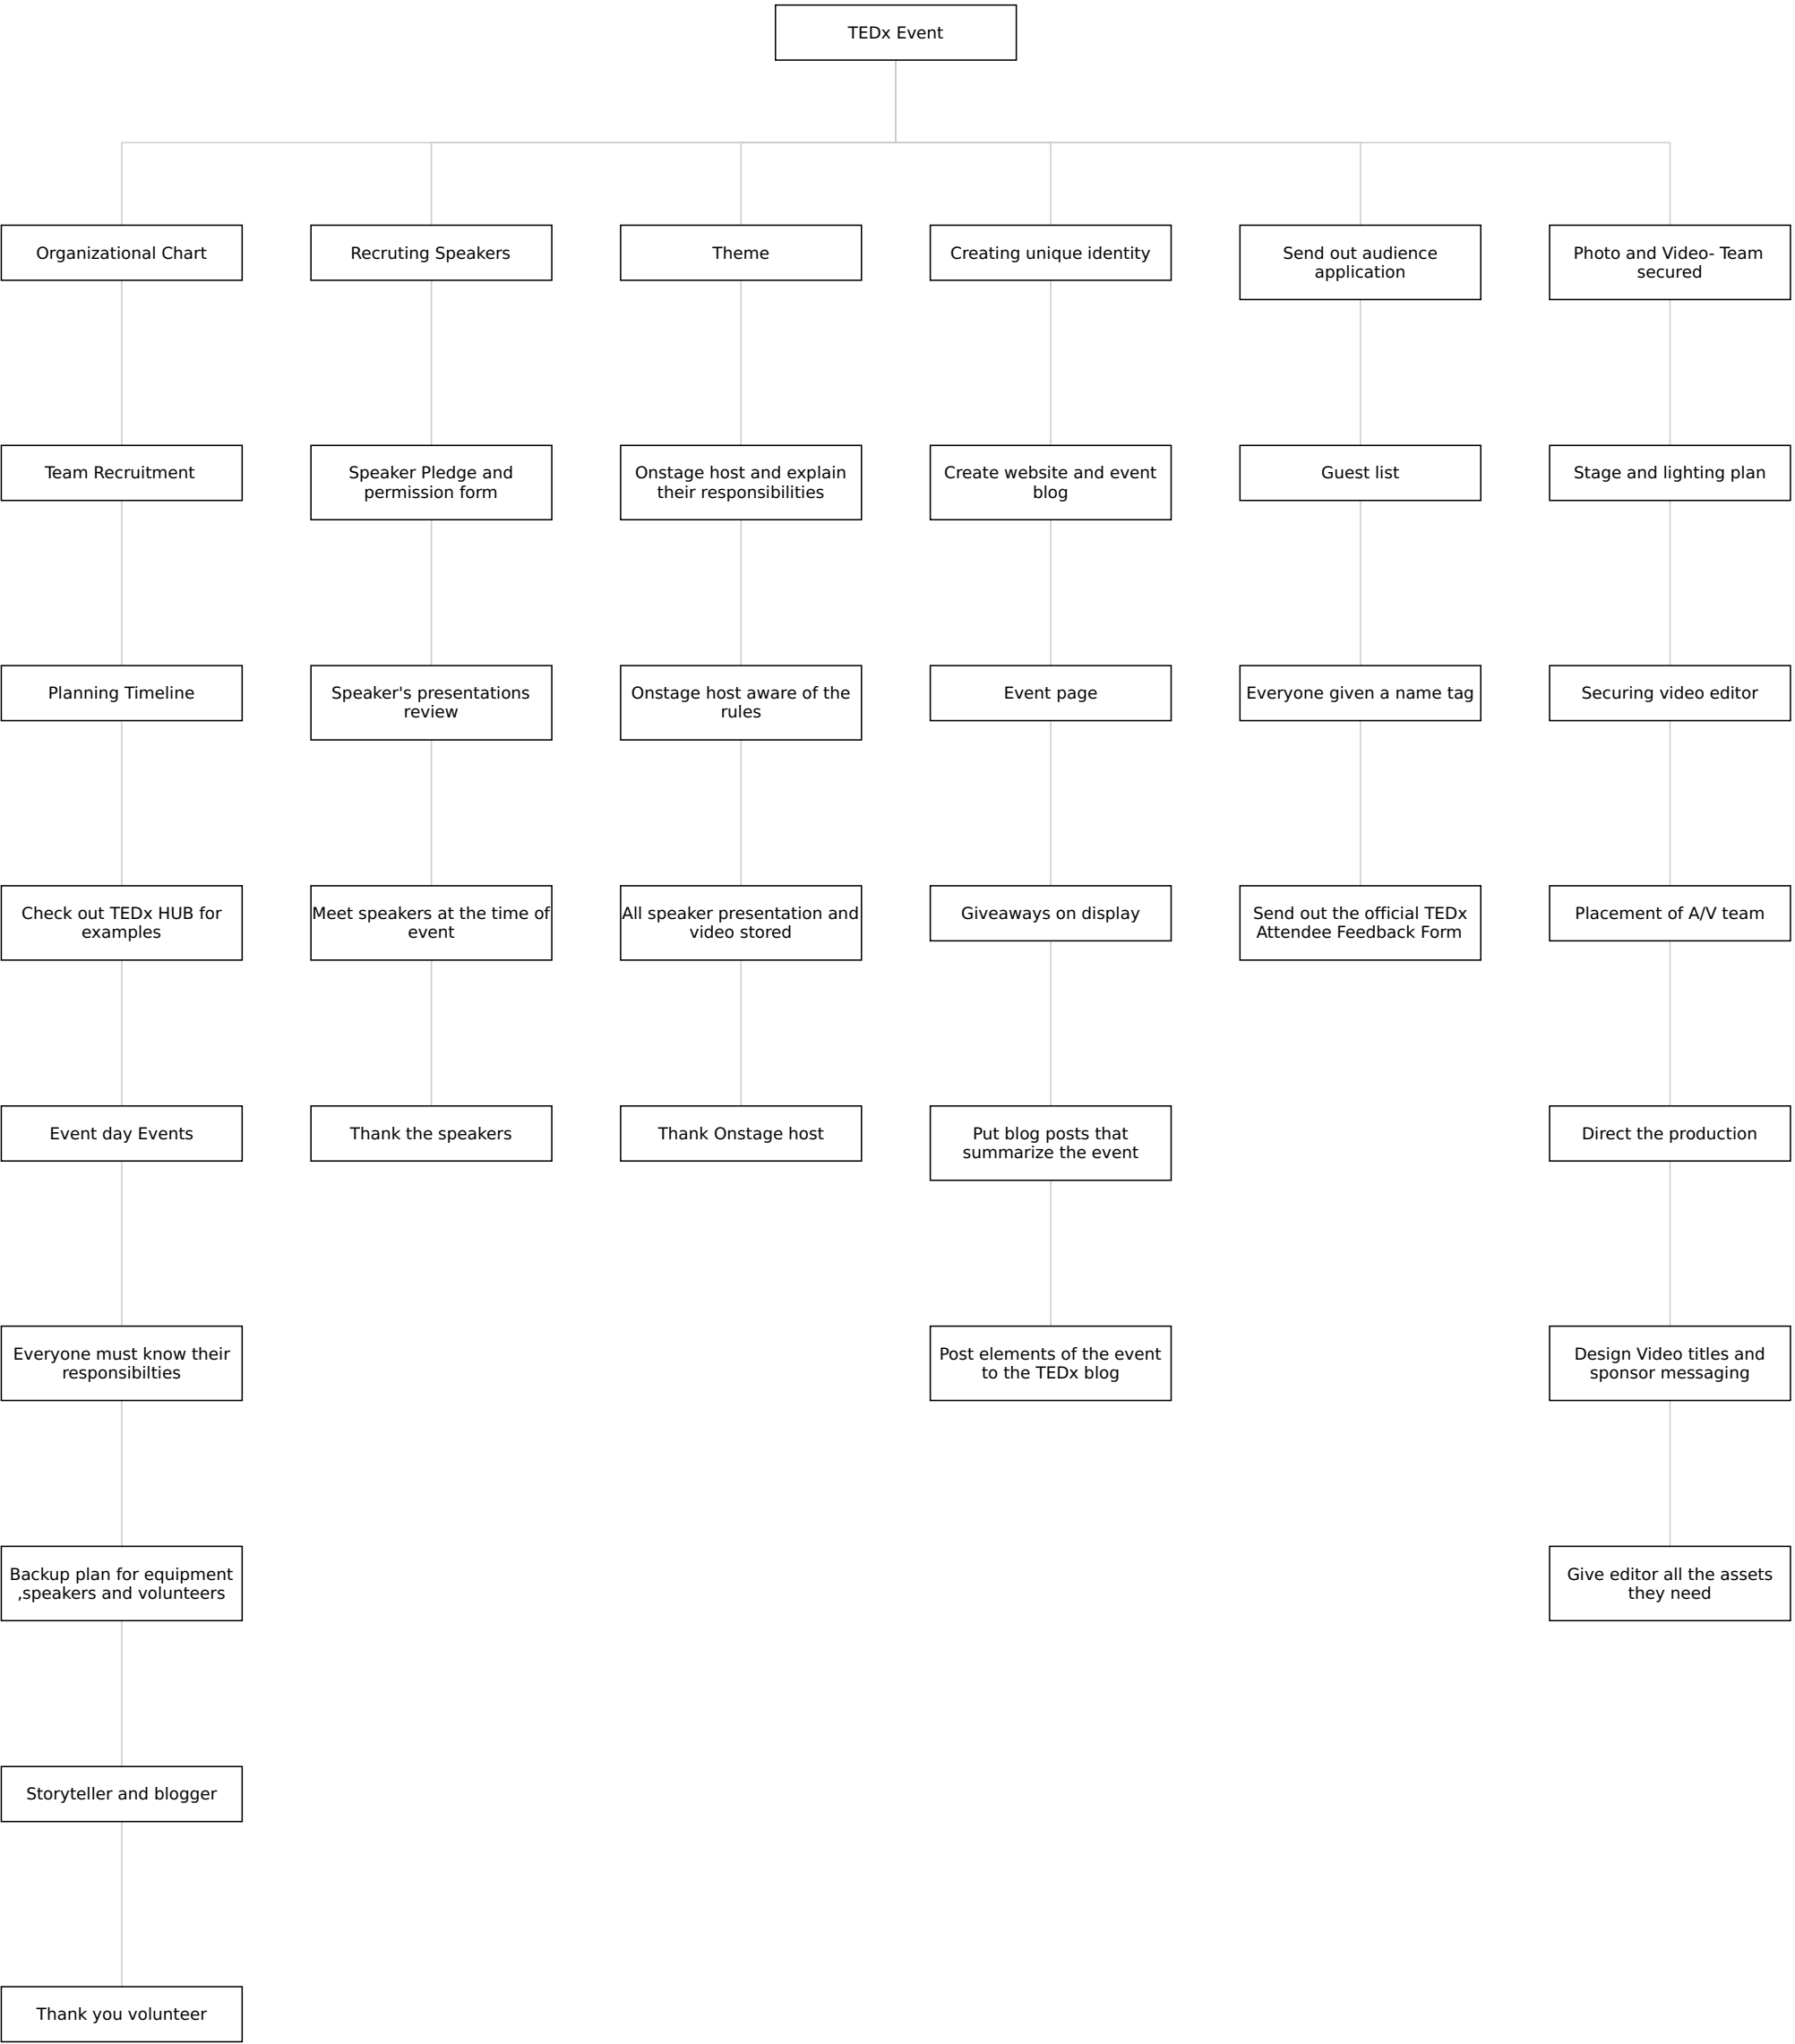 TEDx Event
Organizational Chart
Recruting Speakers
Theme
Creating unique identity
Send out audience
application
Photo and Video- Team
secured
Team Recruitment
Speaker Pledge and
permission form
Onstage host and explain
their responsibilities
Create website and event
blog
Guest list
Stage and lighting plan
Planning Timeline
Speaker's presentations
review
Onstage host aware of the
rules
Event page
Everyone given a name tag
Securing video editor
Check out TEDx HUB for
examples
Meet speakers at the time of
event
All speaker presentation and
video stored
Giveaways on display
Send out the official TEDx
Attendee Feedback Form
Placement of A/V team
Event day Events
Thank the speakers
Thank Onstage host
Put blog posts that
summarize the event
Direct the production
Everyone must know their
responsibilties
Post elements of the event
to the TEDx blog
Design Video titles and
sponsor messaging
Backup plan for equipment
,speakers and volunteers
Give editor all the assets
they need
Storyteller and blogger
Thank you volunteer